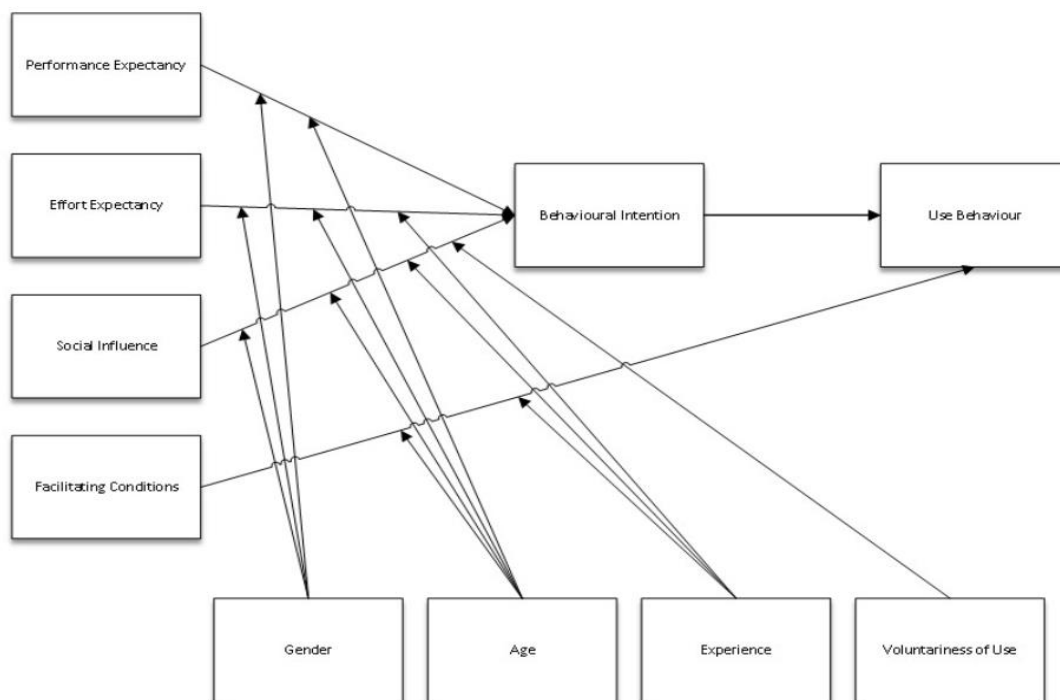 Performance Expectancy
Effort Expectancy
Behavioural Intention
Use Behaviour
Social Influence
Facilitating Conditions
Gender
Age
Experience
Voluntariness of Use